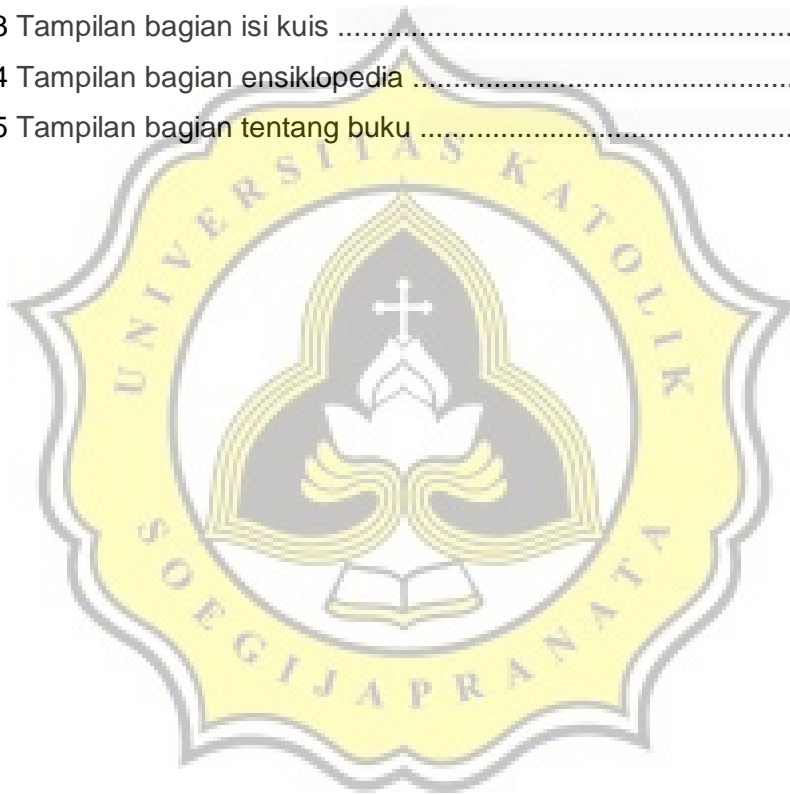 3 Tampilan bagian isi kuis ........................................................
4 Tampilan bagian ensiklopedia ...............................................
5 Tampilan bagian tentang buku ..............................................
UNIVERSITAS KATOLIK
SOEGIJAPRANATA